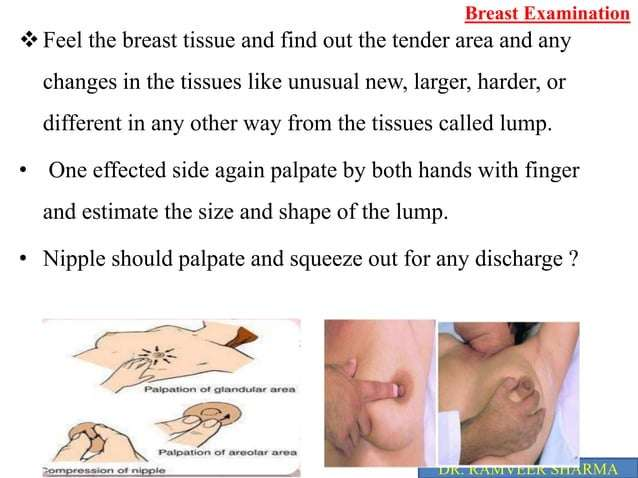 Breast Examination
❖ Feel the breast tissue and find out the tender area and any
changes in the tissues like unusual new, larger, harder, or
different in any other way from the tissues called lump.
• One effected side again palpate by both hands with finger
and estimate the size and shape of the lump.
• Nipple should palpate and squeeze out for any discharge ?
Palpation of glandular area
Palpation of areolar area
Compression of nipple
DR. RAMVEER SHARMA